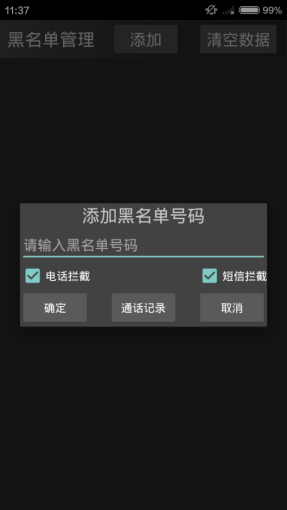 11:37 99%
黑名单管理 添加 清空数据
添加黑名单号码
请输入黑名单号码
电话拦截 短信拦截
确定 通话记录 取消